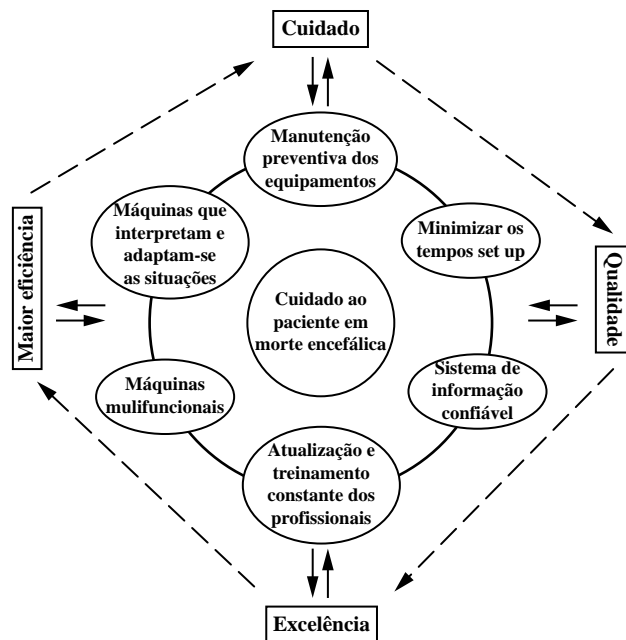 Cuidado
Manutenção
preventiva dos
equipamentos
Máquinas que
interpretam e
adaptam-se
as situações
Minimizar os
tempos set up
Maior eficiência
Cuidado ao
paciente em
morte encefálica
Qualidade
Máquinas
mulifuncionais
Sistema de
informação
confiável
Atualização e
treinamento
constante dos
profissionais
Excelência